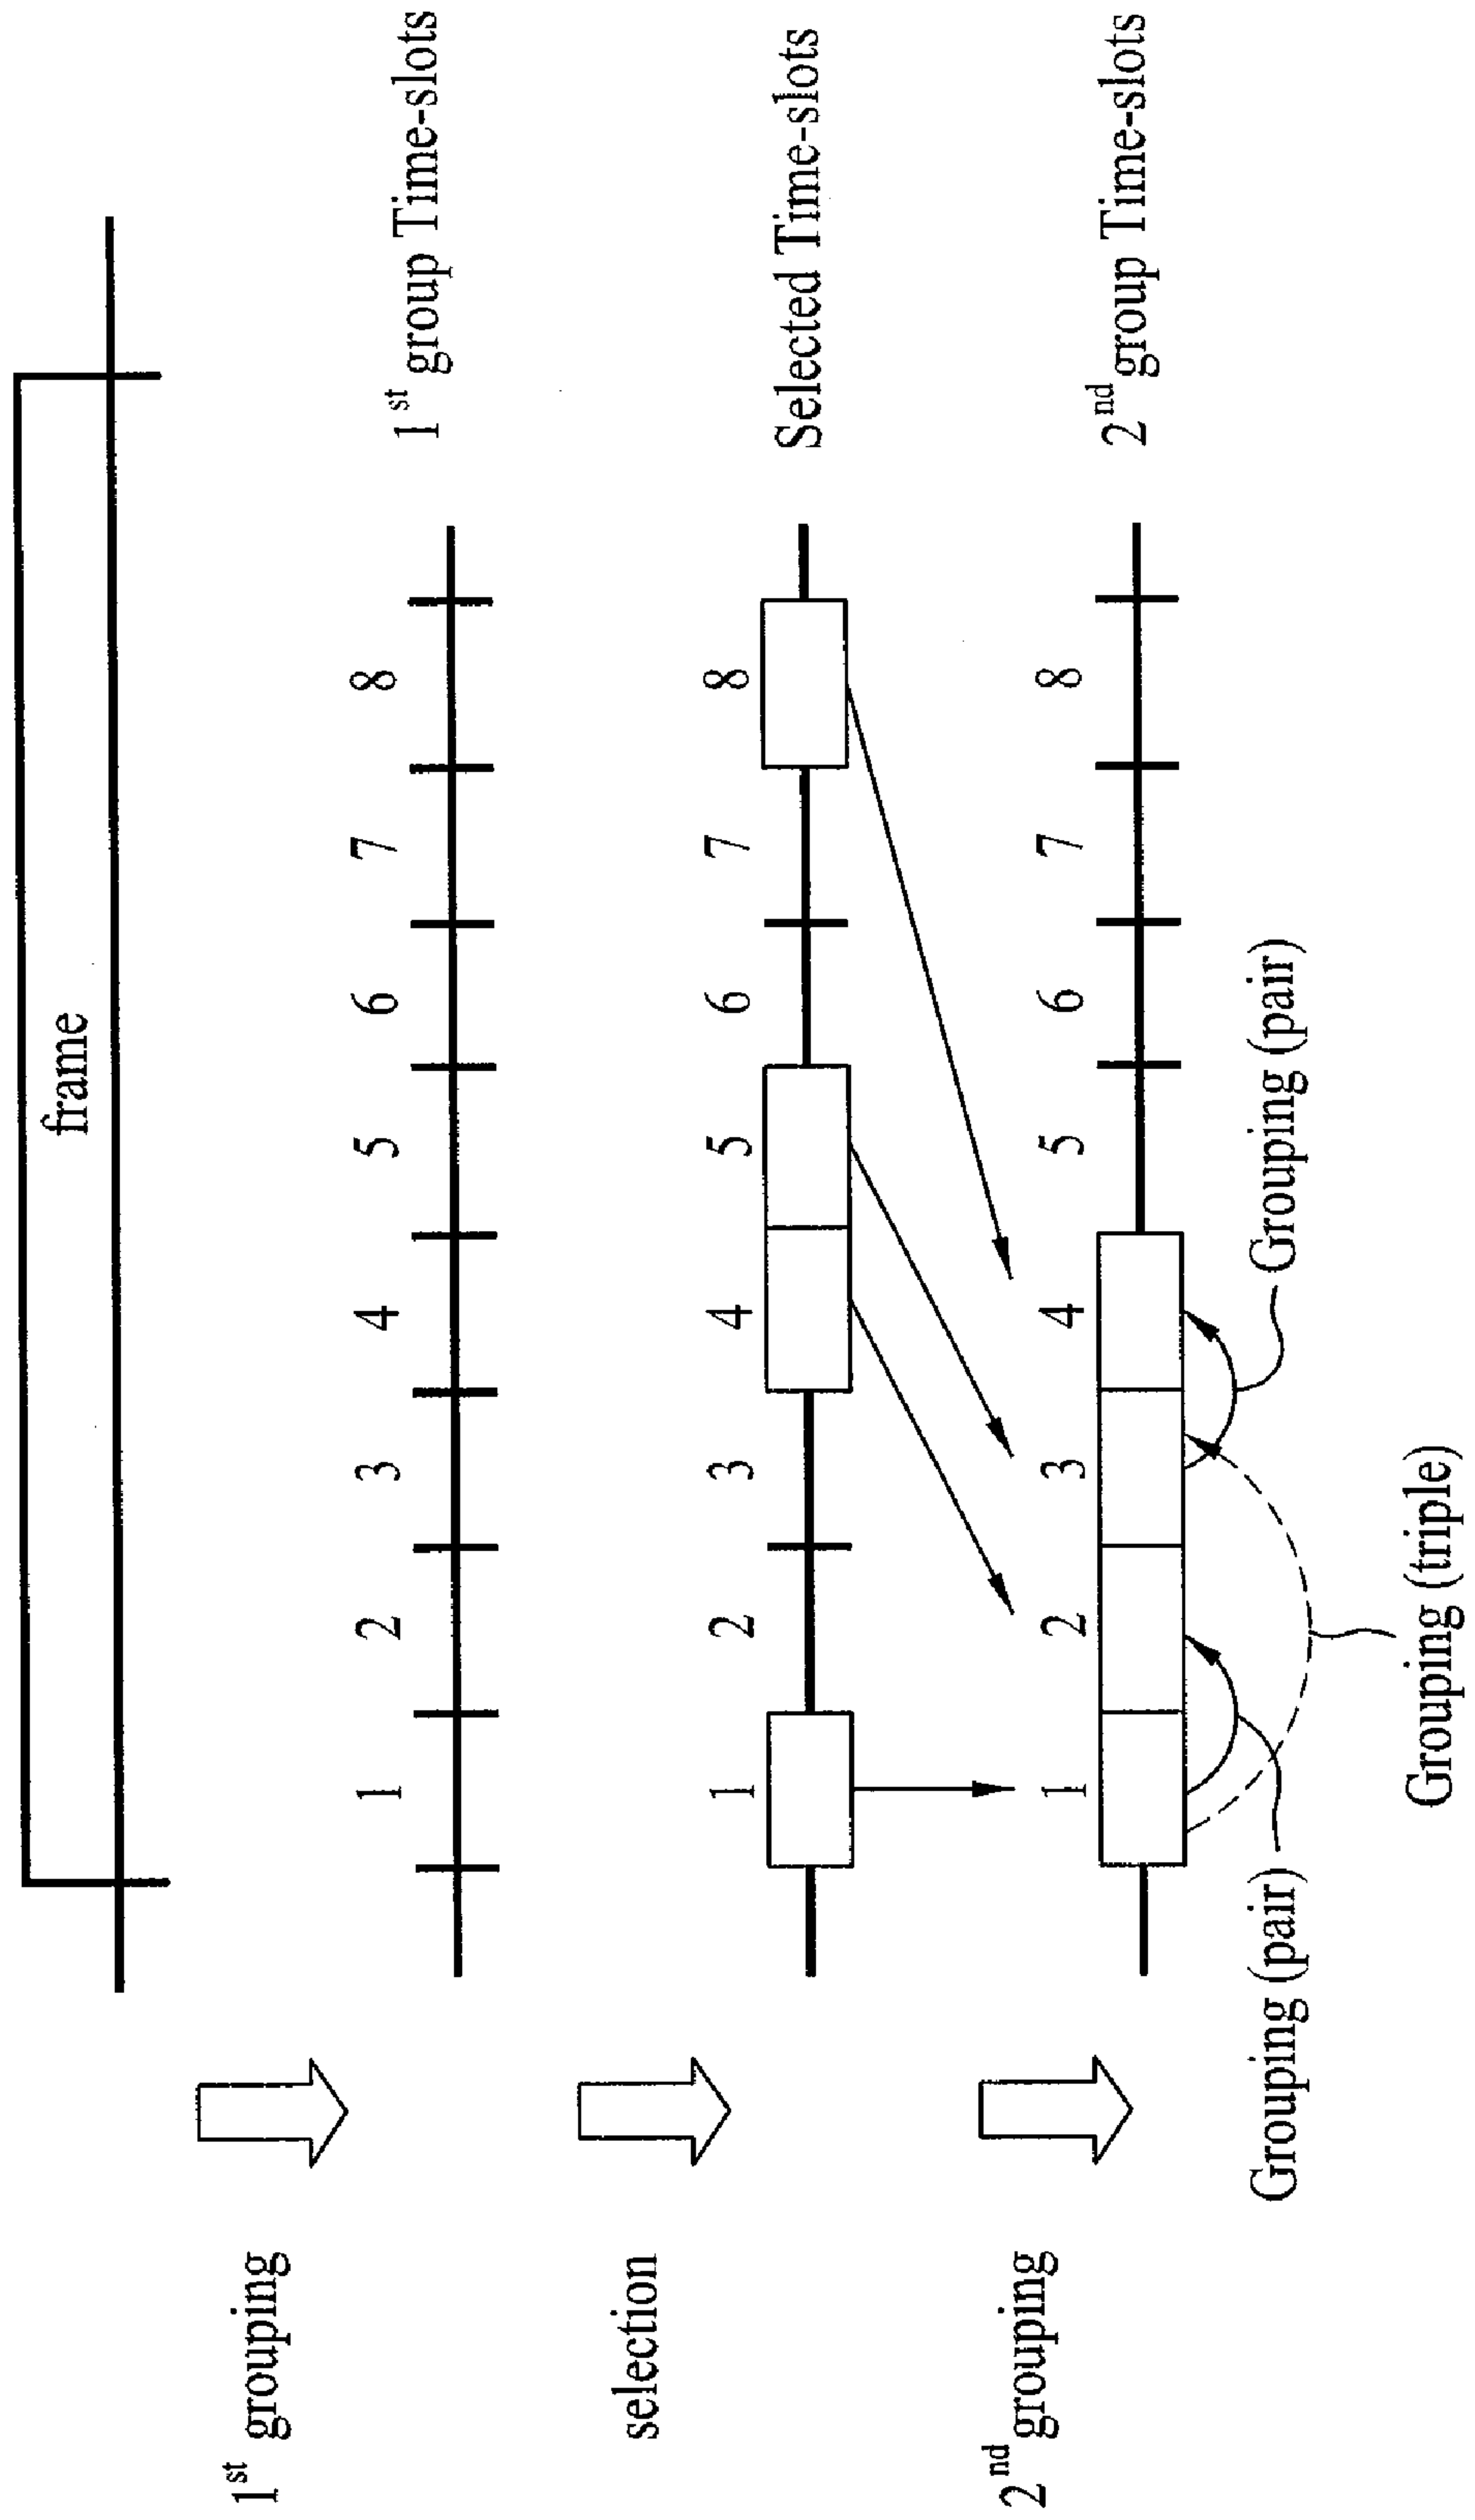 frame
1st grouping
1 2 3 4 5 6 7 8
1st group Time-slots
selection
1 2 3 4 5 6 7 8
Selected Time-slots
2nd grouping
1 2 3 4 5 6 7 8
2nd group Time-slots
Grouping (pair)
Grouping (pair)
Grouping (triple)